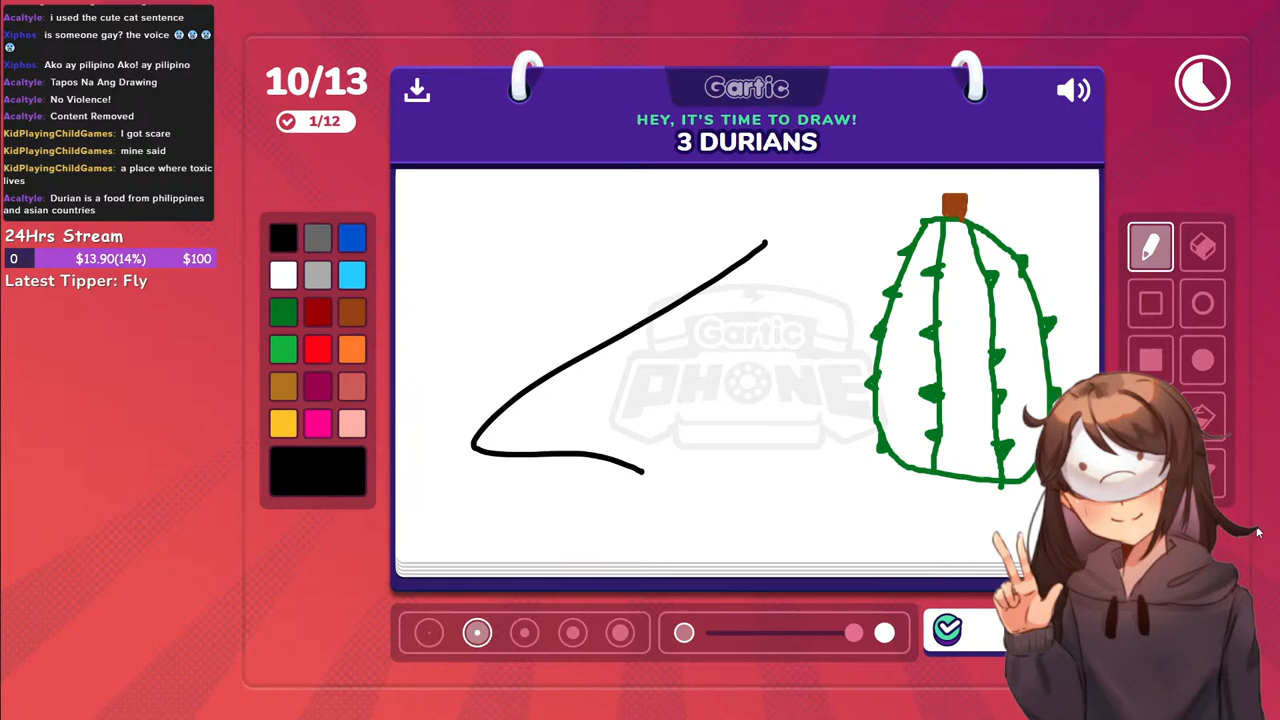 Acaltyle: i used the cute cat sentence
Xiphos: is someone gay? the voice
Xiphos: Ako ay pilipino Ako! ay pilipino
Acaltyle: Tapos Na Ang Drawing
Acaltyle: No Violence!
Acaltyle: Content Removed
KidPlayingChildGames: I got scare
KidPlayingChildGames: mine said
KidPlayingChildGames: a place where toxic
lives
Acaltyle: Durian is a food from philippines
and asian countries
24Hrs Stream
0 $13.90(14%) $100
Latest Tipper: Fly
10/13
1/12
Gartic
HEY, IT'S TIME TO DRAW!
3 DURIANS
Gartic
PHONE